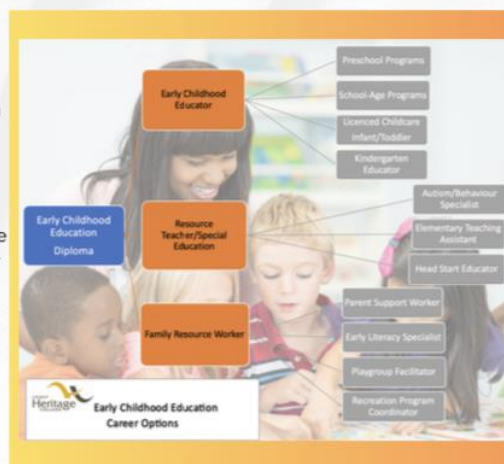 Early Childhood
Educator
Preschool Programs
School-Age Programs
Licenced Childcare
Infant/Toddler
Kindergarten
Educator
Early Childhood
Education
Diploma
Resource
Teacher/Special
Education
Autism/Behaviour
Specialist
Elementary Teaching
Assistant
Head Start Educator
Family Resource Worker
Parent Support Worker
Early Literacy Specialist
Playgroup Facilitator
Recreation Program
Coordinator
Heritage
Early Childhood Education
Career Options